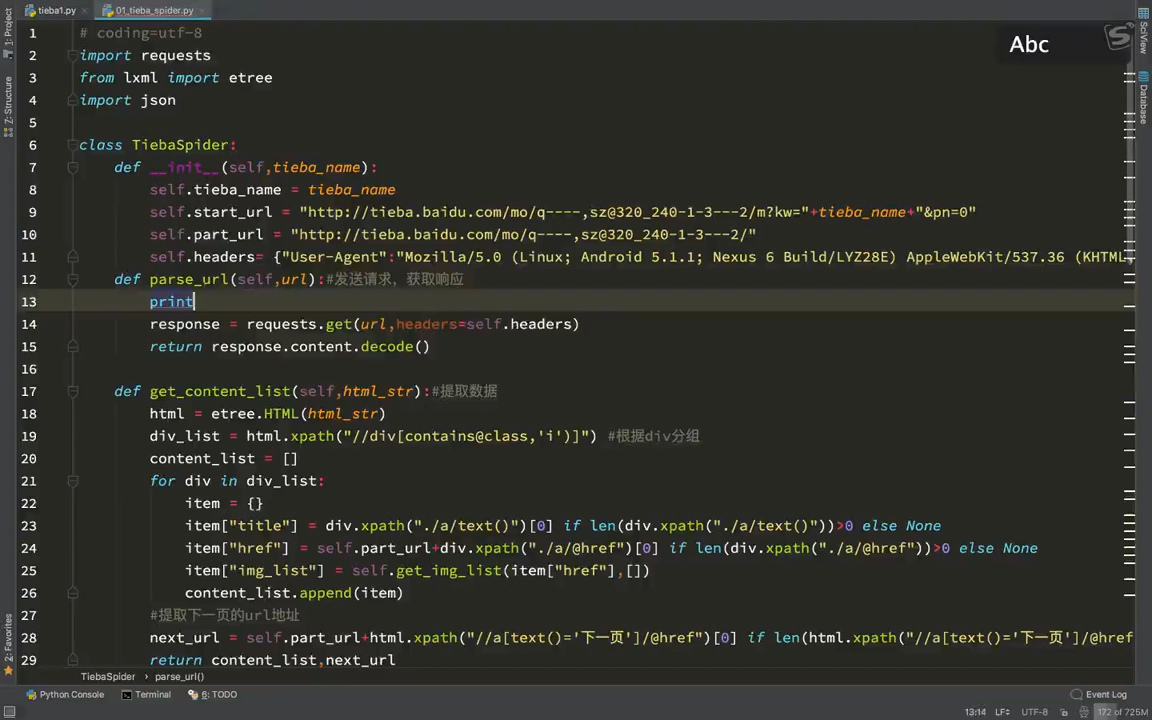 tieba1.py
01_tieba_spider.py
Abc
1: Project
Z: Structure
2: Favorites
SciView
Database
1 # coding=utf-8
2 import requests
3 from lxml import etree
4 import json
5
6 class TiebaSpider:
7 def __init__(self,tieba_name):
8 self.tieba_name = tieba_name
9 self.start_url = "http://tieba.baidu.com/mo/q----,sz@320_240-1-3---2/m?kw="+tieba_name+"&pn=0"
10 self.part_url = "http://tieba.baidu.com/mo/q----,sz@320_240-1-3---2/"
11 self.headers= {"User-Agent":"Mozilla/5.0 (Linux; Android 5.1.1; Nexus 6 Build/LYZ28E) AppleWebKit/537.36 (KHTML,
12 def parse_url(self,url):#发送请求，获取响应
13 print
14 response = requests.get(url,headers=self.headers)
15 return response.content.decode()
16
17 def get_content_list(self,html_str):#提取数据
18 html = etree.HTML(html_str)
19 div_list = html.xpath("//div[contains@class,'i')]") #根据div分组
20 content_list = []
21 for div in div_list:
22 item = {}
23 item["title"] = div.xpath("./a/text()")[0] if len(div.xpath("./a/text()"))>0 else None
24 item["href"] = self.part_url+div.xpath("./a/@href")[0] if len(div.xpath("./a/@href"))>0 else None
25 item["img_list"] = self.get_img_list(item["href"],[])
26 content_list.append(item)
27 #提取下一页的url地址
28 next_url = self.part_url+html.xpath("//a[text()='下一页']/@href")[0] if len(html.xpath("//a[text()='下一页']/@href
29 return content_list,next_url
TiebaSpider › parse_url()
Python Console
Terminal
6: TODO
Event Log
13:14 LF UTF-8 172 of 725M